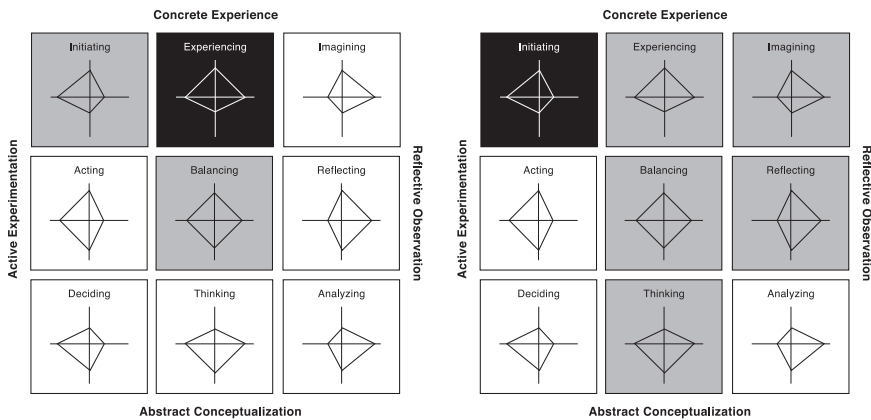 Concrete Experience
Initiating
Experiencing
Imagining
Active Experimentation
Acting
Balancing
Reflecting
Reflective Observation
Deciding
Thinking
Analyzing
Abstract Conceptualization
Concrete Experience
Initiating
Experiencing
Imagining
Active Experimentation
Acting
Balancing
Reflecting
Reflective Observation
Deciding
Thinking
Analyzing
Abstract Conceptualization